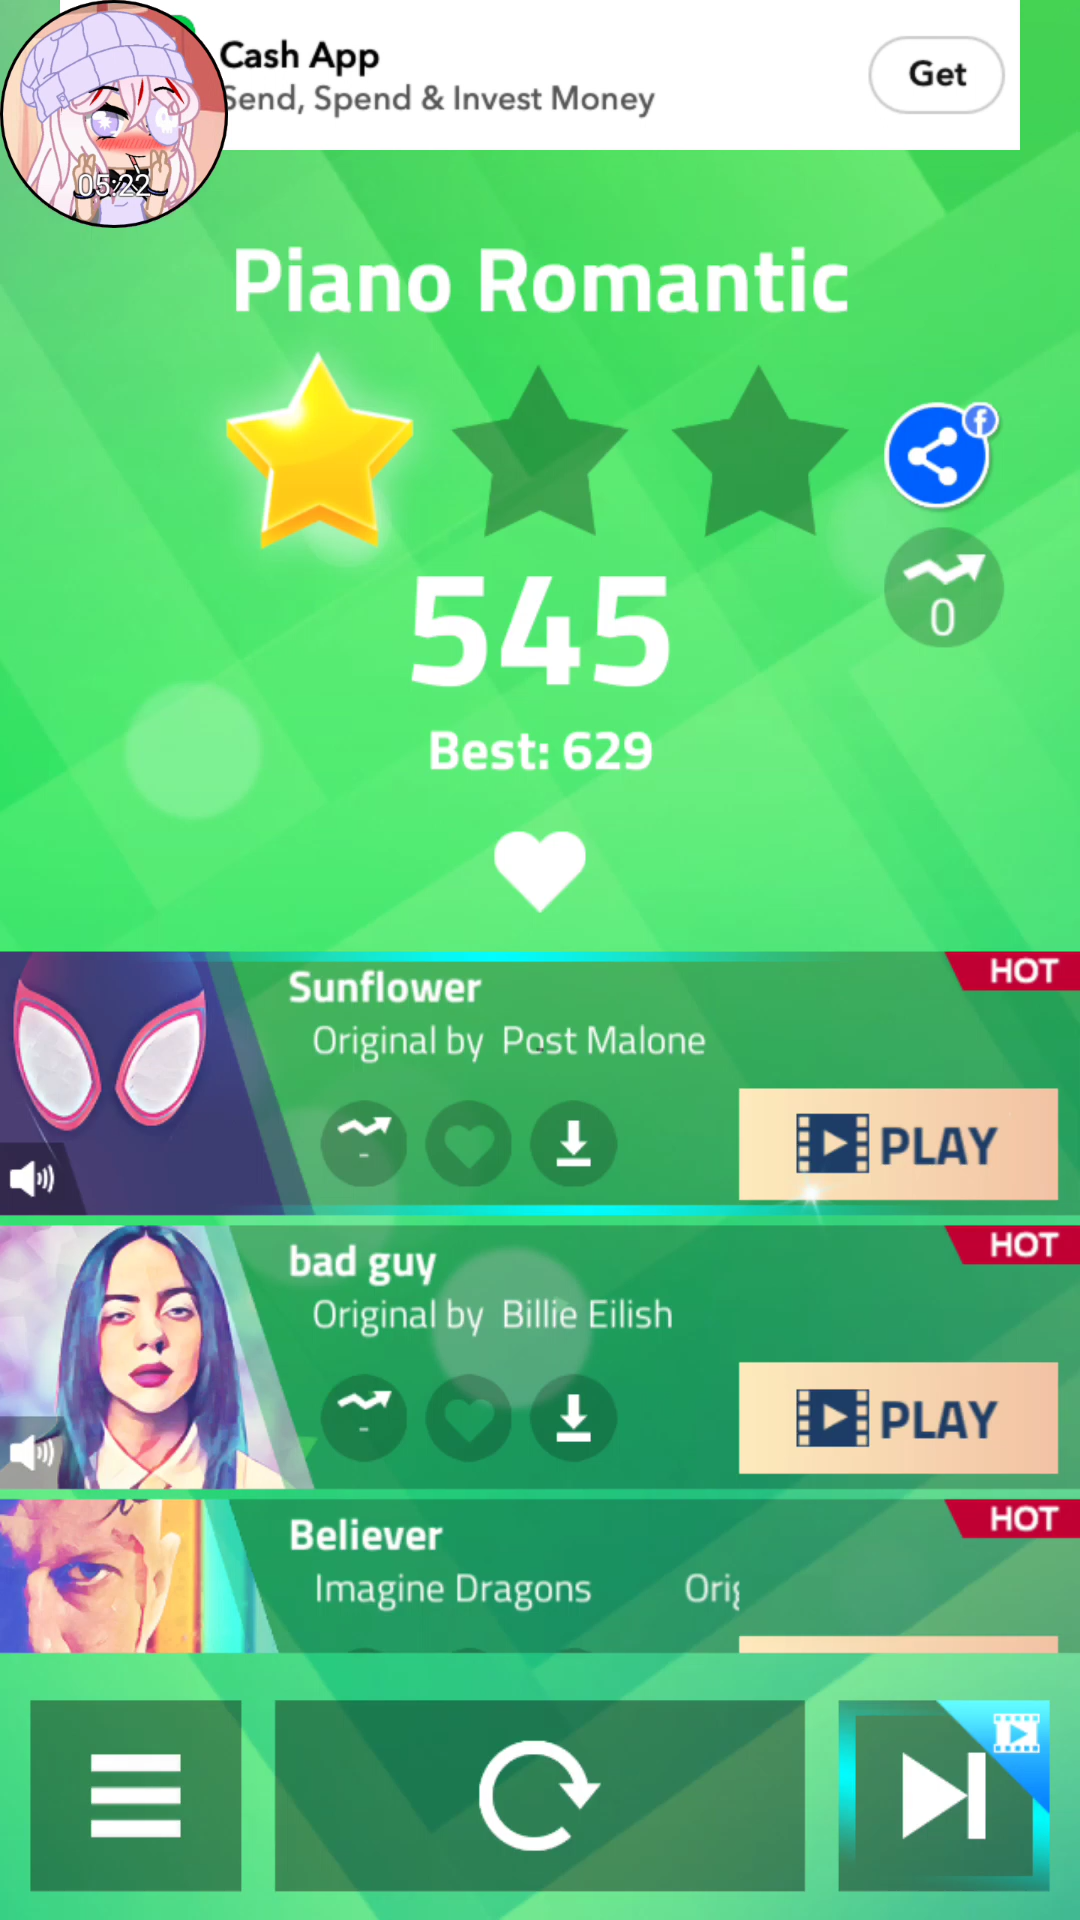 Cash App
Send, Spend & Invest Money
Get
05:22
Piano Romantic
f
0
545
Best: 629
HOT
Sunflower
Original by Post Malone
-
PLAY
HOT
bad guy
Original by Billie Eilish
-
PLAY
HOT
Believer
Imagine Dragons